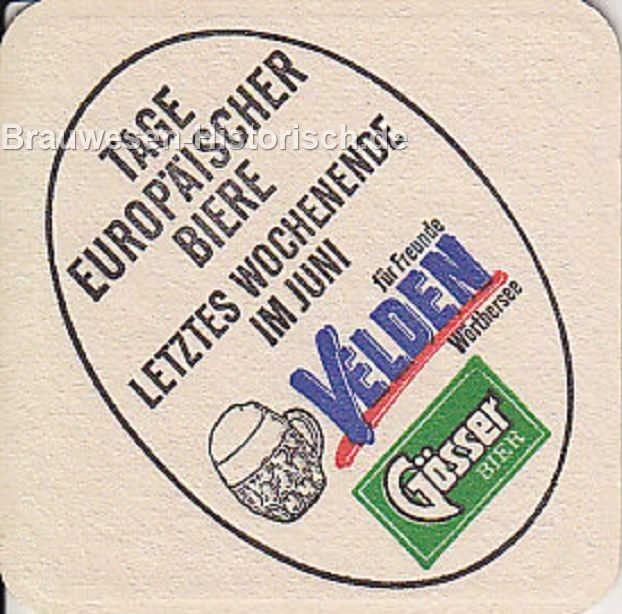 TAGE
EUROPÄISCHER
BIERE
LETZTES WOCHENENDE
IM JUNI
für Freunde
VELDEN
Wörthersee
Gösser
BIER
Brauwesen-Historisch.de